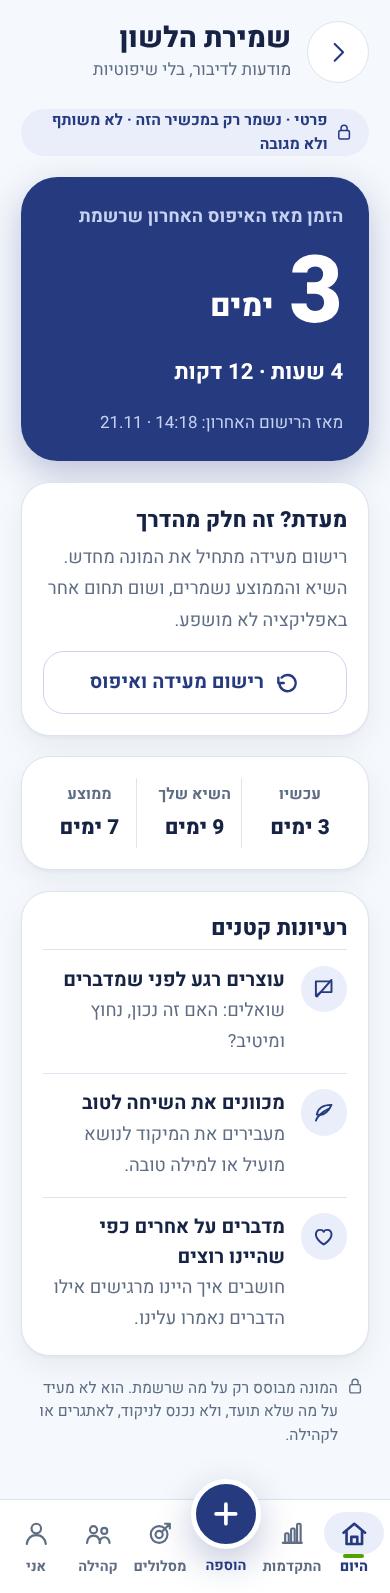 שמירת הלשון
מודעות לדיבור, בלי שיפוטיות
פרטי · נשמר רק במכשיר הזה · לא משותף
ולא מגובה
הזמן מאז האיפוס האחרון שרשמת
3 ימים
4 שעות · 12 דקות
מאז הרישום האחרון: 14:18 · 21.11
מעדת? זה חלק מהדרך
רישום מעידה מתחיל את המונה מחדש.
השיא והממוצע נשמרים, ושום תחום אחר
באפליקציה לא מושפע.
רישום מעידה ואיפוס
עכשיו השיא שלך ממוצע
3 ימים 9 ימים 7 ימים
רעיונות קטנים
עוצרים רגע לפני שמדברים
שואלים: האם זה נכון, נחוץ
ומיטיב?
מכוונים את השיחה לטוב
מעבירים את המיקוד לנושא
מועיל או למילה טובה.
מדברים על אחרים כפי
שהיינו רוצים
חושבים איך היינו מרגישים אילו
הדברים נאמרו עלינו.
המונה מבוסס רק על מה שרשמת. הוא לא מעיד
על מה שלא תועד, ולא נכנס לניקוד, לאתגרים או
לקהילה.
היום התקדמות הוספה מסלולים קהילה אני